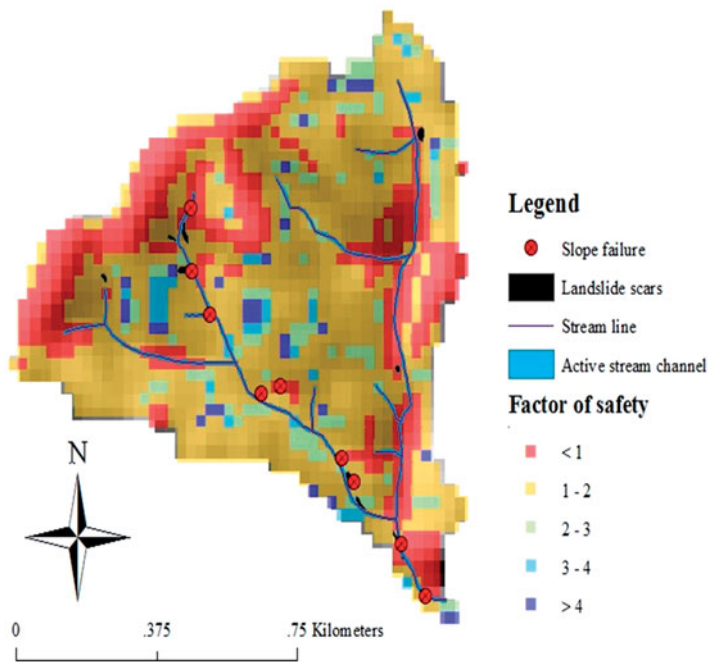 Legend
Slope failure
Landslide scars
Stream line
Active stream channel
Factor of safety
< 1
1 - 2
2 - 3
3 - 4
> 4
N
0 .375 .75 Kilometers